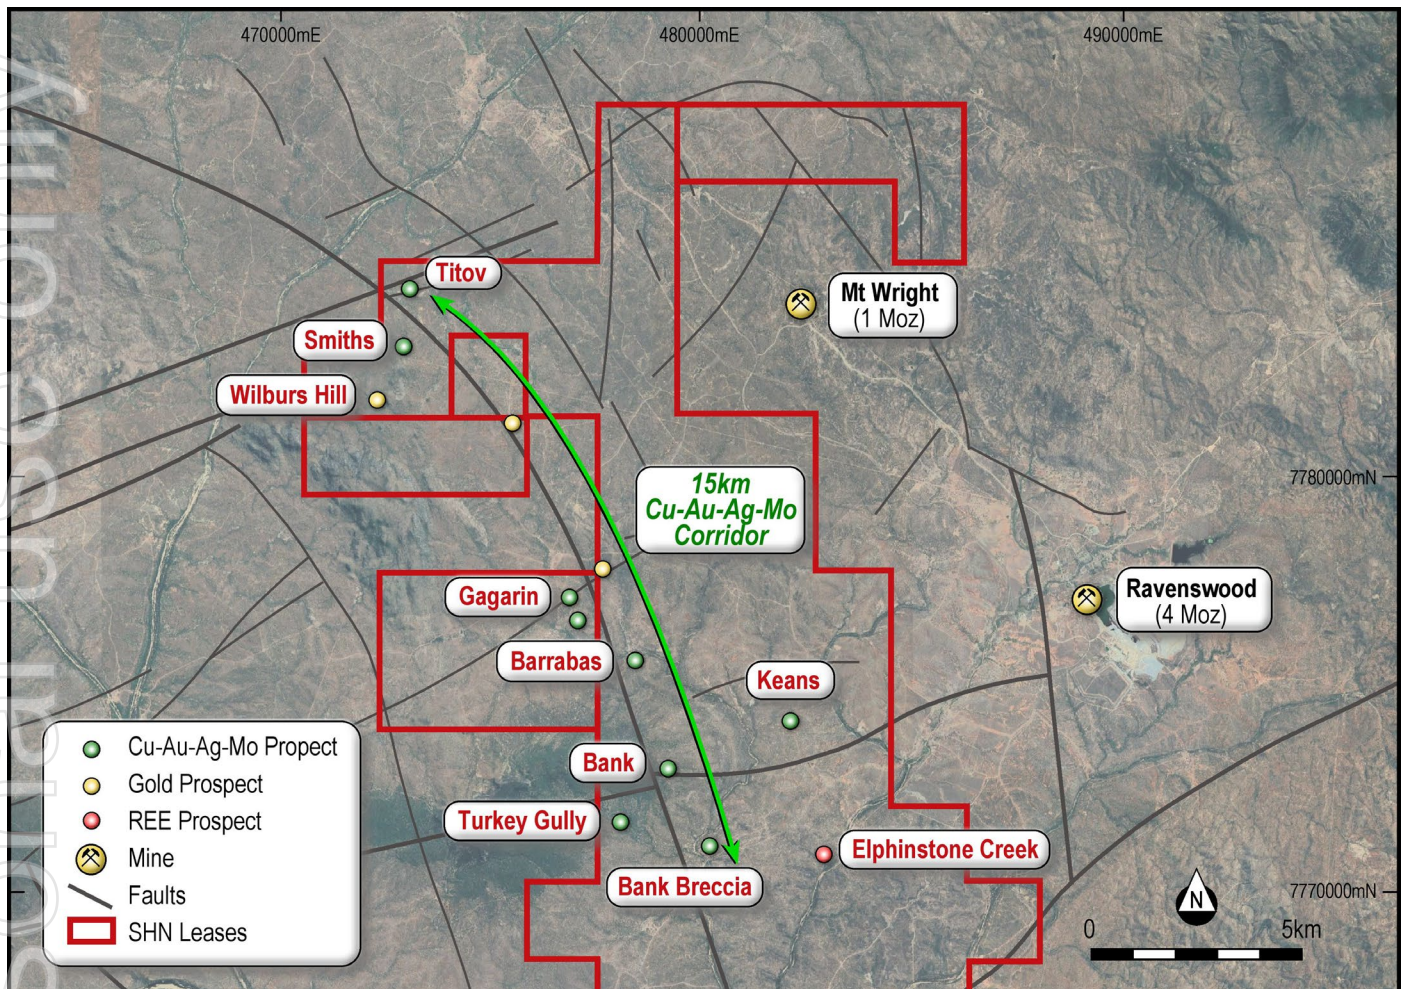 470000mE
480000mE
490000mE
Titov
Mt Wright
(1 Moz)
Smiths
Wilburs Hill
7780000mN
15km
Cu-Au-Ag-Mo
Corridor
Gagarin
Ravenswood
(4 Moz)
Barrabas
Keans
Bank
Turkey Gully
Elphinstone Creek
Bank Breccia
7770000mN
Cu-Au-Ag-Mo Propect
Gold Prospect
REE Prospect
Mine
Faults
SHN Leases
N
0
5km